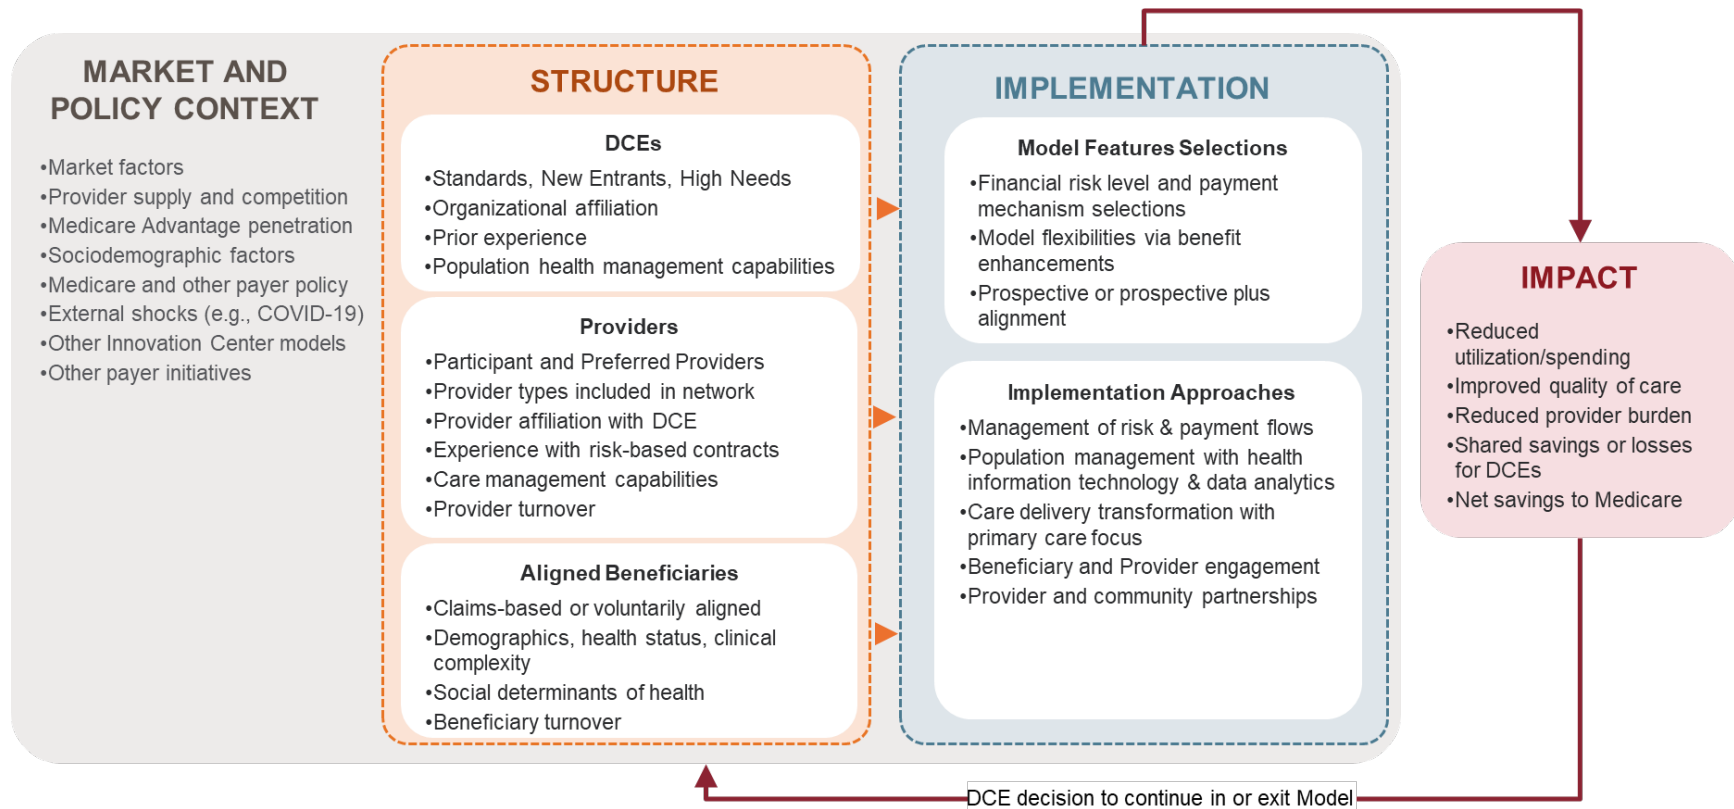 MARKET AND
POLICY CONTEXT
•Market factors
•Provider supply and competition
•Medicare Advantage penetration
•Sociodemographic factors
•Medicare and other payer policy
•External shocks (e.g., COVID-19)
•Other Innovation Center models
•Other payer initiatives
STRUCTURE
DCEs
•Standards, New Entrants, High Needs
•Organizational affiliation
•Prior experience
•Population health management capabilities
Providers
•Participant and Preferred Providers
•Provider types included in network
•Provider affiliation with DCE
•Experience with risk-based contracts
•Care management capabilities
•Provider turnover
Aligned Beneficiaries
•Claims-based or voluntarily aligned
•Demographics, health status, clinical
complexity
•Social determinants of health
•Beneficiary turnover
IMPLEMENTATION
Model Features Selections
•Financial risk level and payment
mechanism selections
•Model flexibilities via benefit
enhancements
•Prospective or prospective plus
alignment
Implementation Approaches
•Management of risk & payment flows
•Population management with health
information technology & data analytics
•Care delivery transformation with
primary care focus
•Beneficiary and Provider engagement
•Provider and community partnerships
IMPACT
•Reduced
utilization/spending
•Improved quality of care
•Reduced provider burden
•Shared savings or losses
for DCEs
•Net savings to Medicare
DCE decision to continue in or exit Model